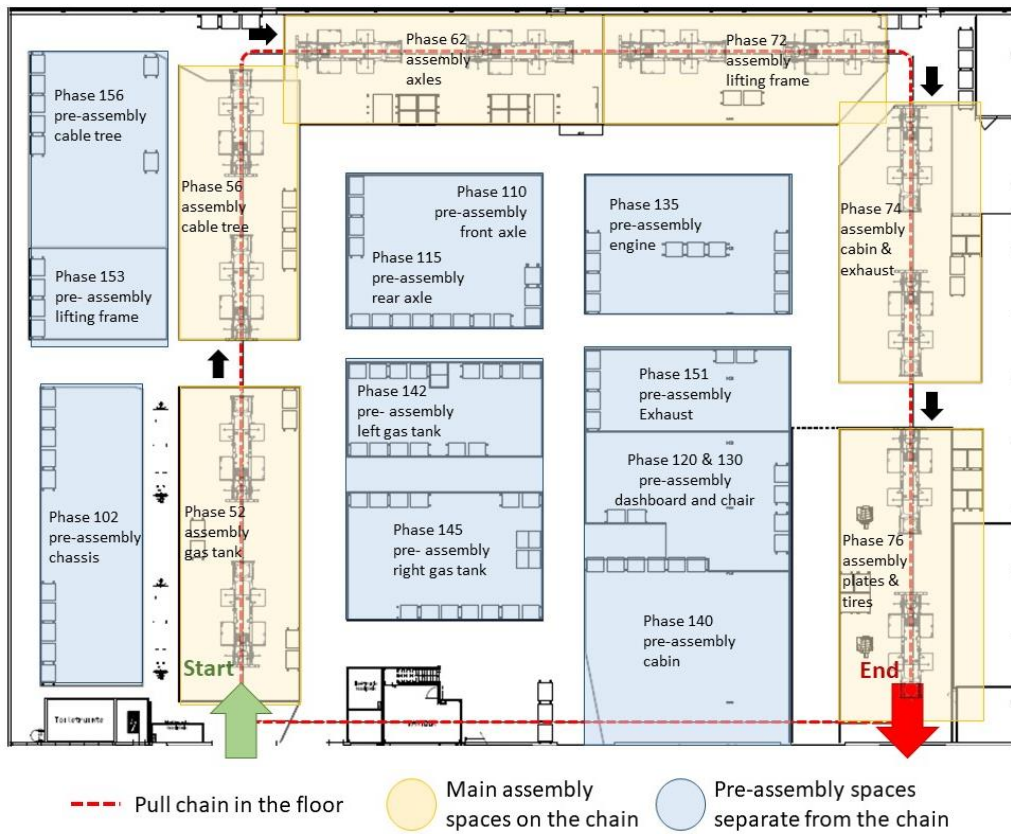 Phase 62
assembly
axles
Phase 72
assembly
lifting frame
Phase 156
pre-assembly
cable tree
Phase 56
assembly
cable tree
Phase 110
pre-assembly
front axle
Phase 135
pre-assembly
engine
Phase 74
assembly
cabin &
exhaust
Phase 153
pre- assembly
lifting frame
Phase 115
pre-assembly
rear axle
Phase 142
pre- assembly
left gas tank
Phase 151
pre-assembly
Exhaust
Phase 120 & 130
pre-assembly
dashboard and chair
Phase 102
pre-assembly
chassis
Phase 52
assembly
gas tank
Phase 145
pre- assembly
right gas tank
Phase 76
assembly
plates &
tires
Phase 140
pre-assembly
cabin
Start
End
Pull chain in the floor
Main assembly
spaces on the chain
Pre-assembly spaces
separate from the chain